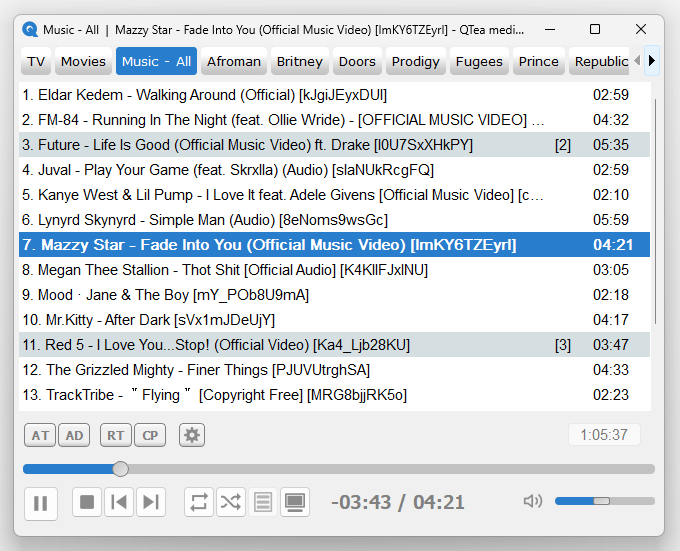 Music - All | Mazzy Star - Fade Into You (Official Music Video) [ImKY6TZEyrI] - QTea medi...
TV Movies Music - All Afroman Britney Doors Prodigy Fugees Prince Republic
1. Eldar Kedem - Walking Around (Official) [kJgiJEyxDUI] 02:59
2. FM-84 - Running In The Night (feat. Ollie Wride) - [OFFICIAL MUSIC VIDEO] ... 04:32
3. Future - Life Is Good (Official Music Video) ft. Drake [l0U7SxXHkPY] [2] 05:35
4. Juval - Play Your Game (feat. Skrxlla) (Audio) [slaNUkRcgFQ] 02:59
5. Kanye West & Lil Pump - I Love It feat. Adele Givens [Official Music Video] [c... 02:10
6. Lynyrd Skynyrd - Simple Man (Audio) [8eNoms9wsGc] 05:59
7. Mazzy Star - Fade Into You (Official Music Video) [ImKY6TZEyrI] 04:21
8. Megan Thee Stallion - Thot Shit [Official Audio] [K4KlIFJxlNU] 03:05
9. Mood · Jane & The Boy [mY_POb8U9mA] 02:18
10. Mr.Kitty - After Dark [sVx1mJDeUjY] 04:17
11. Red 5 - I Love You...Stop! (Official Video) [Ka4_Ljb28KU] [3] 03:47
12. The Grizzled Mighty - Finer Things [PJUVUtrghSA] 04:33
13. TrackTribe - ＂Flying＂ [Copyright Free] [MRG8bjjRK5o] 02:23
AT AD RT CP 1:05:37
-03:43 / 04:21